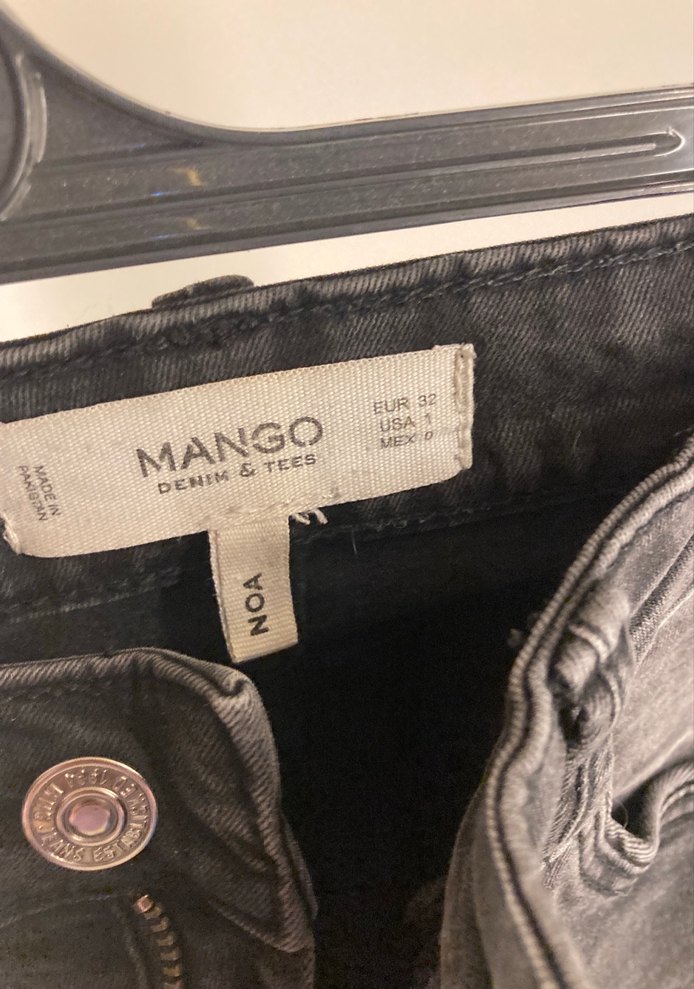 MANGO
DENIM & TEES
EUR 32
USA 1
MEX 0
MADE IN
PAKISTAN
NOA